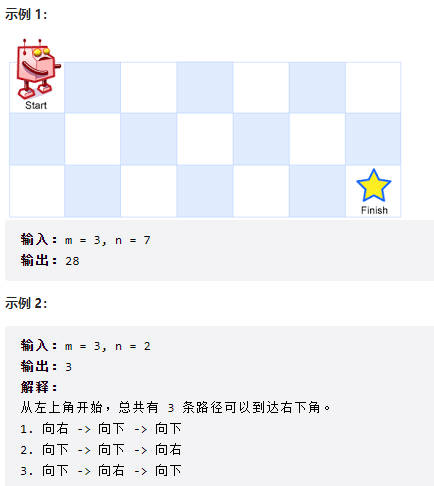 示例 1：
Start
Finish
输入：m = 3, n = 7
输出：28
示例 2：
输入：m = 3, n = 2
输出：3
解释：
从左上角开始，总共有 3 条路径可以到达右下角。
1. 向右 -> 向下 -> 向下
2. 向下 -> 向下 -> 向右
3. 向下 -> 向右 -> 向下